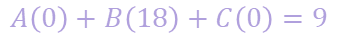 A(0) + B(18) + C(0) = 9